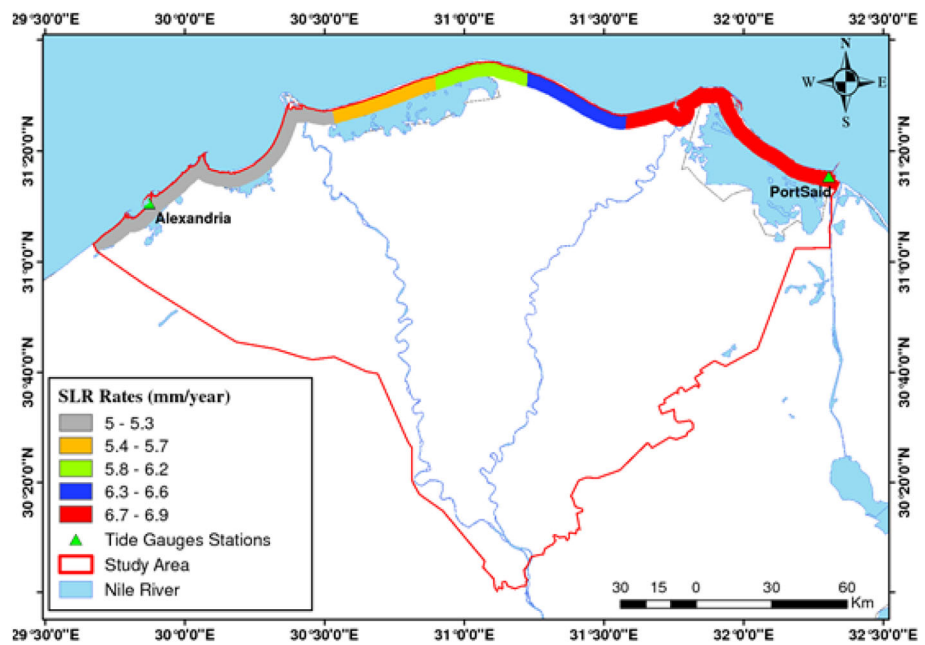 29°30'0"E 30°0'0"E 30°30'0"E 31°0'0"E 31°30'0"E 32°0'0"E 32°30'0"E
N
W E
S
31°20'0"N 31°20'0"N
PortSaid
Alexandria
31°0'0"N 31°0'0"N
30°40'0"N 30°40'0"N
SLR Rates (mm/year)
5 - 5.3
5.4 - 5.7
5.8 - 6.2
6.3 - 6.6
6.7 - 6.9
Tide Gauges Stations
Study Area
Nile River
30°20'0"N 30°20'0"N
30 15 0 30 60
Km
29°30'0"E 30°0'0"E 30°30'0"E 31°0'0"E 31°30'0"E 32°0'0"E 32°30'0"E